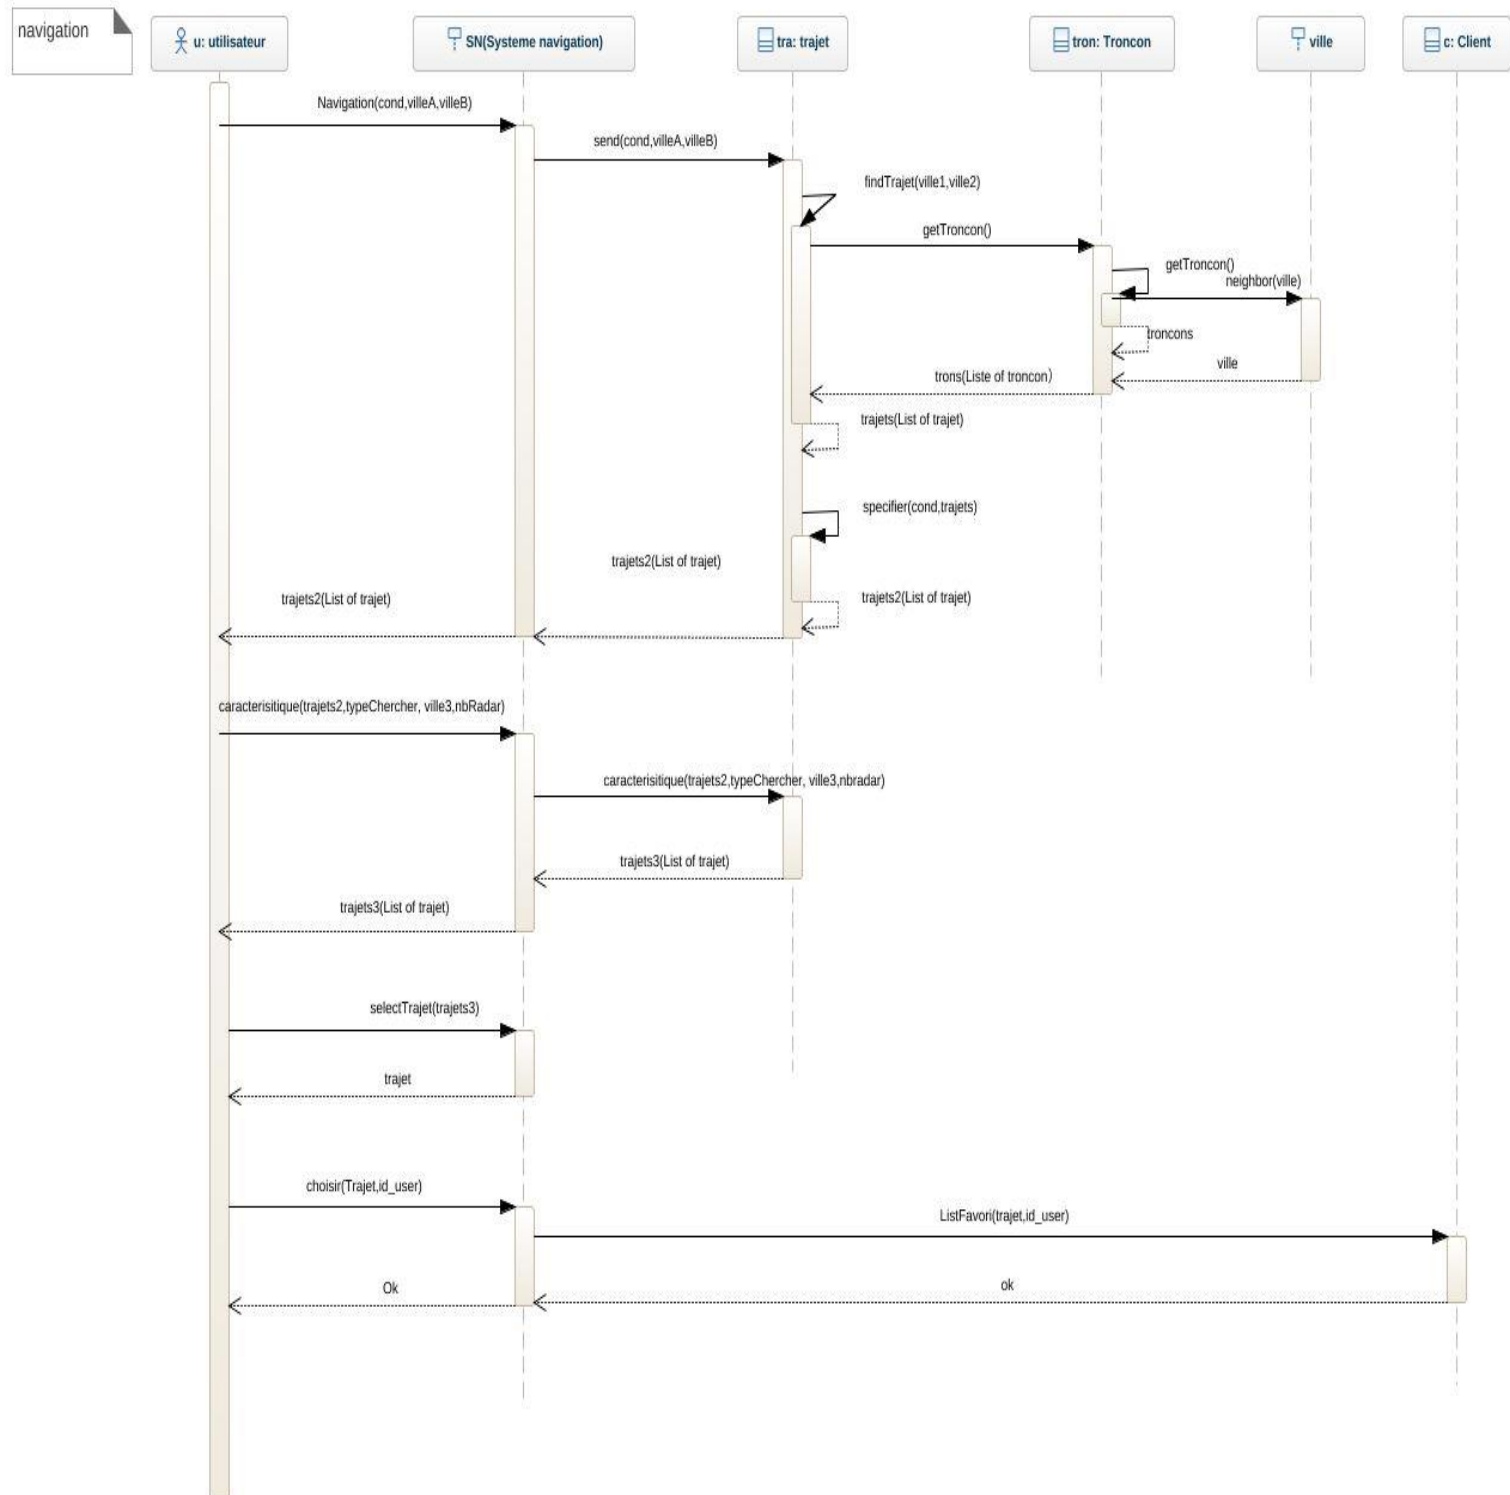 navigation
u: utilisateur
SN(Systeme navigation)
tra: trajet
tron: Troncon
ville
c: Client
Navigation(cond,villeA,villeB)
send(cond,villeA,villeB)
findTrajet(ville1,ville2)
getTroncon()
getTroncon()
neighbor(ville)
troncons
ville
trons(Liste of troncon)
trajets(List of trajet)
specifier(cond,trajets)
trajets2(List of trajet)
trajets2(List of trajet)
trajets2(List of trajet)
caracterisitique(trajets2,typeChercher, ville3,nbRadar)
caracterisitique(trajets2,typeChercher, ville3,nbradar)
trajets3(List of trajet)
trajets3(List of trajet)
selectTrajet(trajets3)
trajet
choisir(Trajet,id_user)
ListFavori(trajet,id_user)
Ok
ok